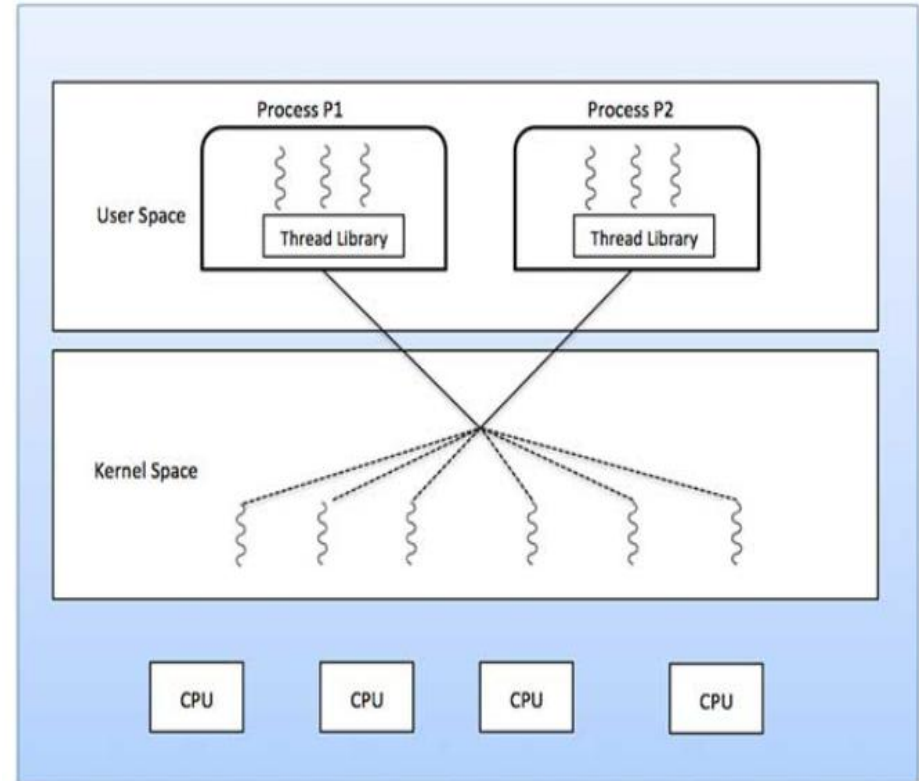 Process P1
Process P2
User Space
Thread Library
Thread Library
Kernel Space
CPU
CPU
CPU
CPU